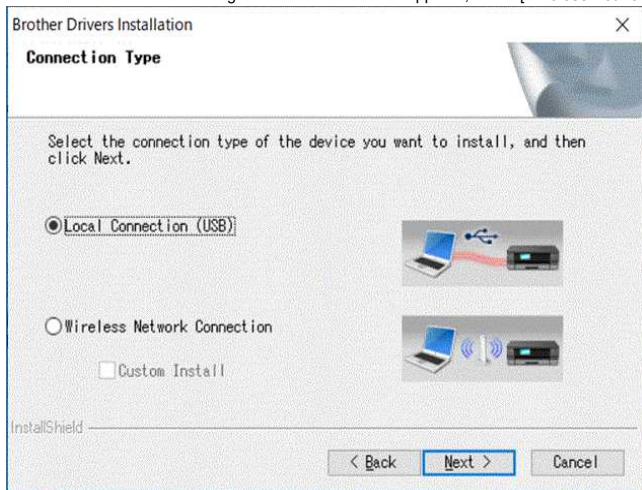 Brother Drivers Installation
Connection Type
Select the connection type of the device you want to install, and then
click Next.
Local Connection (USB)
Wireless Network Connection
Custom Install
InstallShield
< Back Next > Cancel